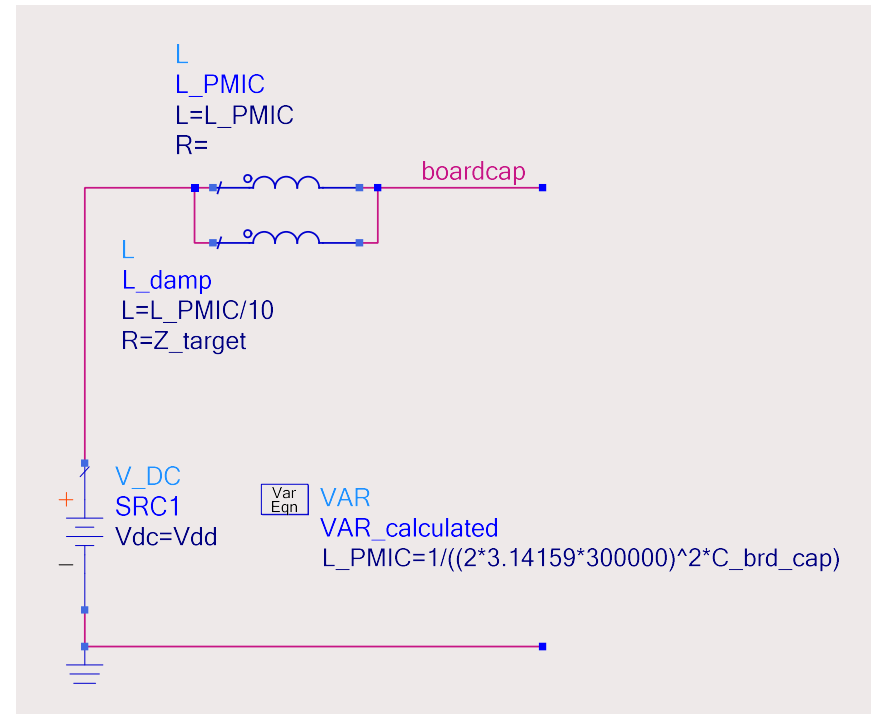 L
L_PMIC
L=L_PMIC
R=
boardcap
L
L_damp
L=L_PMIC/10
R=Z_target
V_DC
SRC1
Vdc=Vdd
+
−
Var
Eqn
VAR
VAR_calculated
L_PMIC=1/((2*3.14159*300000)^2*C_brd_cap)